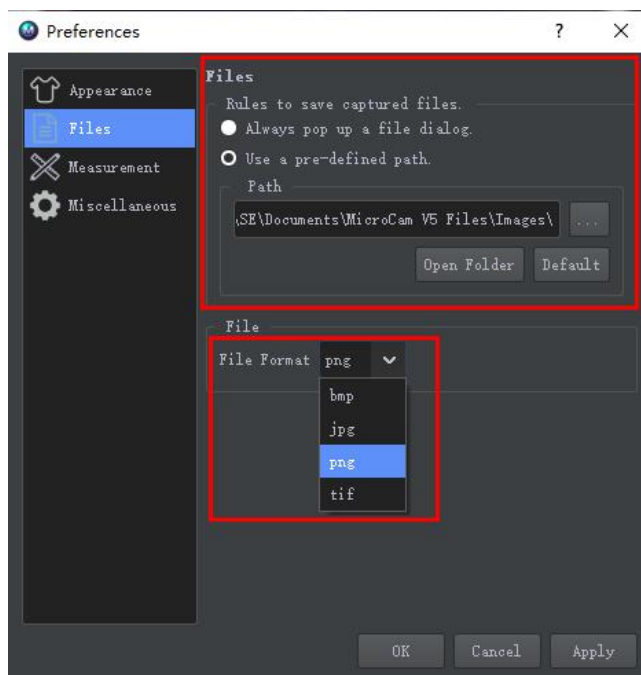 Preferences
Appearance
Files
Measurement
Miscellaneous
Files
Rules to save captured files.
Always pop up a file dialog.
Use a pre-defined path.
Path
\SE\Documents\MicroCam V5 Files\Images\
...
Open Folder
Default
File
File Format png
bmp
jpg
png
tif
OK
Cancel
Apply